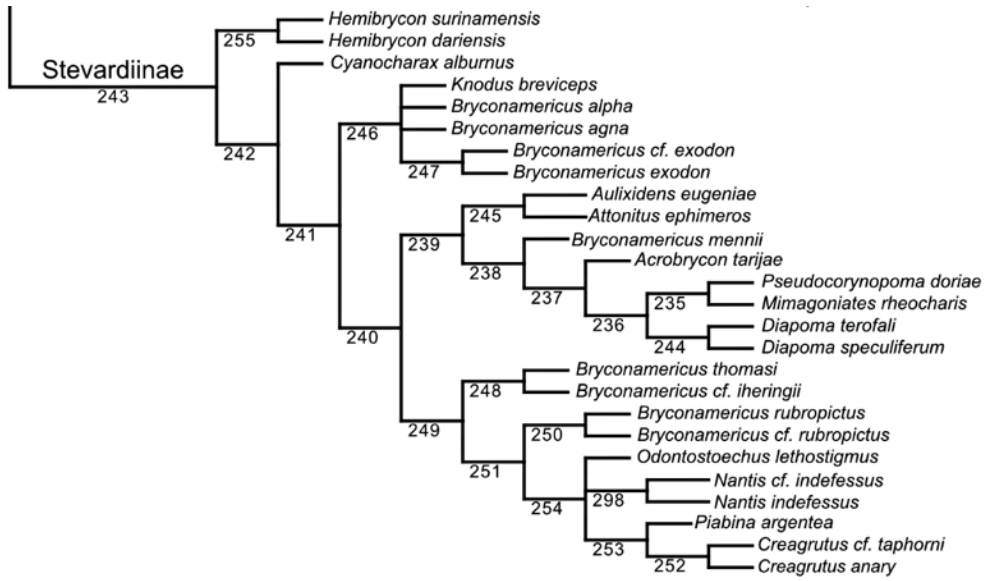 Hemibrycon surinamensis
255
Hemibrycon dariensis
Stevardiinae
Cyanocharax alburnus
243
Knodus breviceps
Bryconamericus alpha
246
Bryconamericus agna
242
Bryconamericus cf. exodon
247
Bryconamericus exodon
Aulixidens eugeniae
245
Attonitus ephimeros
241
239
Bryconamericus mennii
238
Acrobrycon tarijae
Pseudocorynopoma doriae
237
235
Mimagoniates rheocharis
236
Diapoma terofali
240
244
Diapoma speculiferum
Bryconamericus thomasi
248
Bryconamericus cf. iheringii
Bryconamericus rubropictus
249
250
Bryconamericus cf. rubropictus
Odontostoechus lethostigmus
251
Nantis cf. indefessus
298
254
Nantis indefessus
Piabina argentea
253
Creagrutus cf. taphorni
252
Creagrutus anary